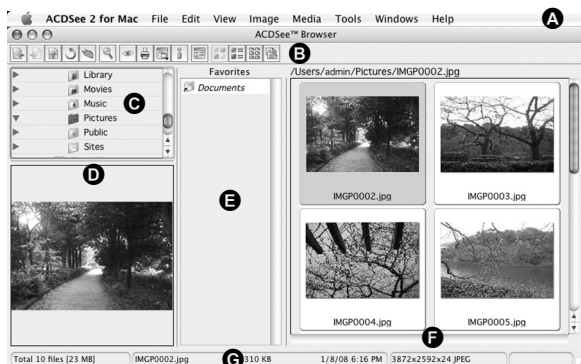 ACDSee 2 for Mac File Edit View Image Media Tools Windows Help A
ACDSee™ Browser
B
Favorites /Users/admin/Pictures/IMGP0002.jpg
Library
Movies
Music
Pictures
Public
Sites
C
Documents
D
E
IMGP0002.jpg IMGP0003.jpg
IMGP0004.jpg IMGP0005.jpg
F
Total 10 files [23 MB] IMGP0002.jpg G 310 KB 1/8/08 6:16 PM 3872x2592x24 JPEG